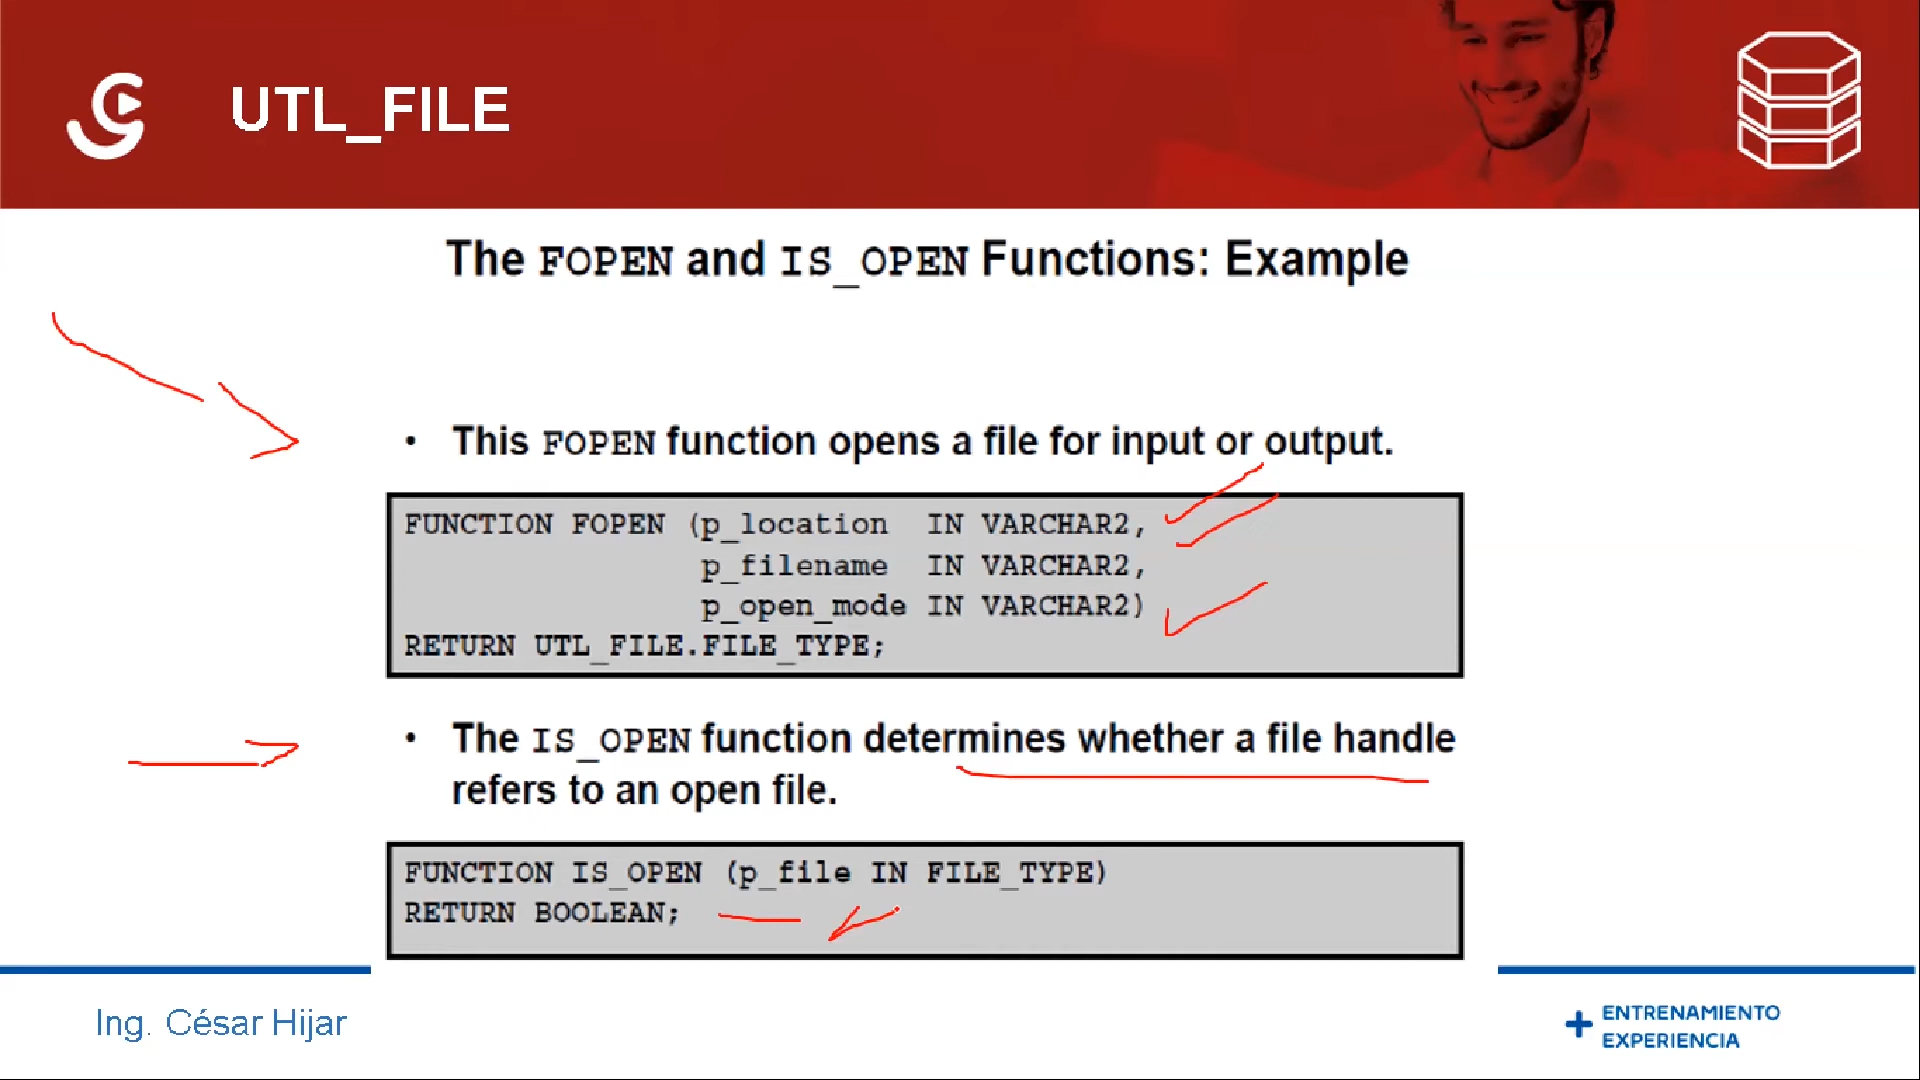 UTL_FILE
The FOPEN and IS_OPEN Functions: Example
• This FOPEN function opens a file for input or output.
FUNCTION FOPEN (p_location IN VARCHAR2,
p_filename IN VARCHAR2,
p_open_mode IN VARCHAR2)
RETURN UTL_FILE.FILE_TYPE;
• The IS_OPEN function determines whether a file handle
refers to an open file.
FUNCTION IS_OPEN (p_file IN FILE_TYPE)
RETURN BOOLEAN;
Ing. César Hijar
+ ENTRENAMIENTO
EXPERIENCIA